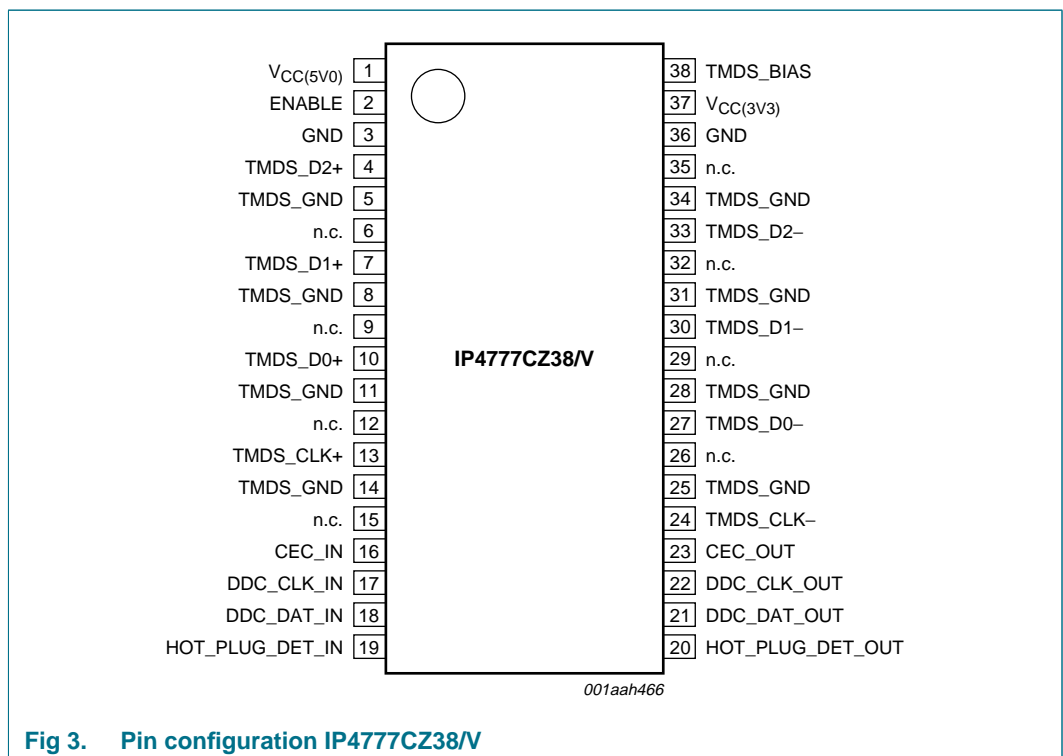 V_CC(5V0) 1
ENABLE 2
GND 3
TMDS_D2+ 4
TMDS_GND 5
n.c. 6
TMDS_D1+ 7
TMDS_GND 8
n.c. 9
TMDS_D0+ 10
TMDS_GND 11
n.c. 12
TMDS_CLK+ 13
TMDS_GND 14
n.c. 15
CEC_IN 16
DDC_CLK_IN 17
DDC_DAT_IN 18
HOT_PLUG_DET_IN 19
IP4777CZ38/V
38 TMDS_BIAS
37 V_CC(3V3)
36 GND
35 n.c.
34 TMDS_GND
33 TMDS_D2−
32 n.c.
31 TMDS_GND
30 TMDS_D1−
29 n.c.
28 TMDS_GND
27 TMDS_D0−
26 n.c.
25 TMDS_GND
24 TMDS_CLK−
23 CEC_OUT
22 DDC_CLK_OUT
21 DDC_DAT_OUT
20 HOT_PLUG_DET_OUT
001aah466
Fig 3. Pin configuration IP4777CZ38/V